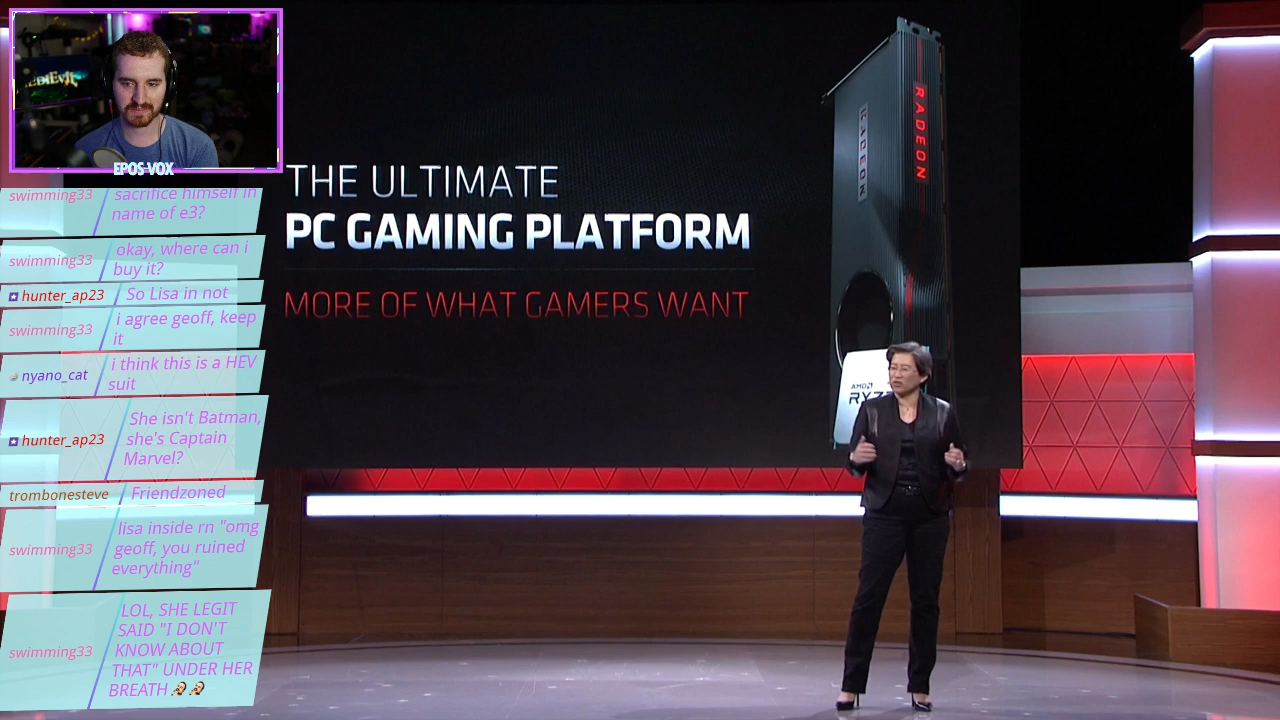 MEDIEVIL
EPOS VOX
swimming33
sacrifice himself in
name of e3?
swimming33
okay, where can i
buy it?
hunter_ap23
So Lisa in not
swimming33
i agree geoff, keep
it
nyano_cat
i think this is a HEV
suit
hunter_ap23
She isn't Batman,
she's Captain
Marvel?
trombonesteve
Friendzoned
swimming33
lisa inside rn "omg
geoff, you ruined
everything"
swimming33
LOL, SHE LEGIT
SAID "I DON'T
KNOW ABOUT
THAT" UNDER HER
BREATH
THE ULTIMATE
PC GAMING PLATFORM
MORE OF WHAT GAMERS WANT
RADEON
RADEON
AMD